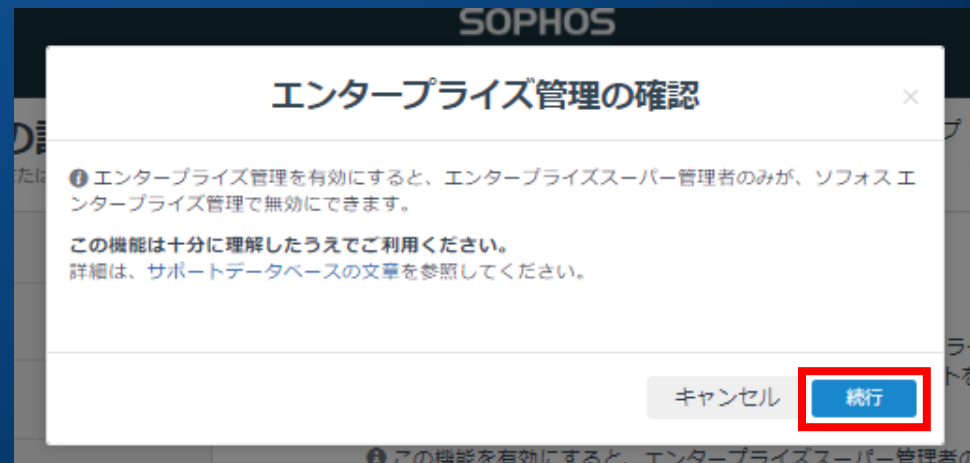 SOPHOS
エンタープライズ管理の確認
×
プ
の
たは
エンタープライズ管理を有効にすると、エンタープライズスーパー管理者のみが、ソフォス エ
ンタープライズ管理で無効にできます。
この機能は十分に理解したうえでご利用ください。
詳細は、サポートデータベースの文章を参照してください。
ラ
トを
キャンセル
続行
この機能を有効にすると、エンタープライズスーパー管理者の